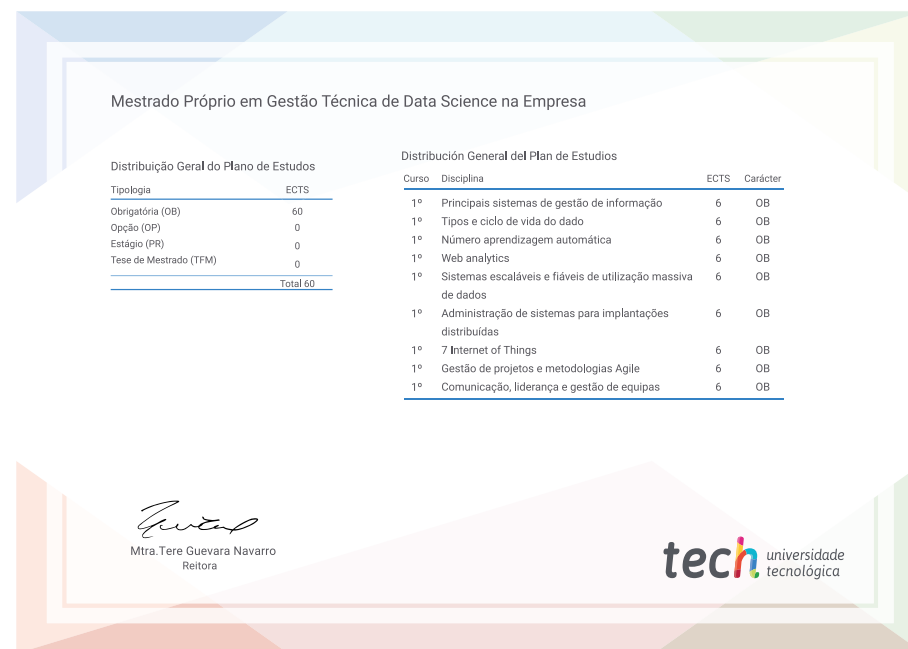 Mestrado Próprio em Gestão Técnica de Data Science na Empresa
Distribuição Geral do Plano de Estudos
Tipologia ECTS
Obrigatória (OB) 60
Opção (OP) 0
Estágio (PR) 0
Tese de Mestrado (TFM) 0
Total 60
Distribución General del Plan de Estudios
Curso Disciplina ECTS Carácter
1º Principais sistemas de gestão de informação 6 OB
1º Tipos e ciclo de vida do dado 6 OB
1º Número aprendizagem automática 6 OB
1º Web analytics 6 OB
1º Sistemas escaláveis e fiáveis de utilização massiva 6 OB
de dados
1º Administração de sistemas para implantações 6 OB
distribuídas
1º 7 Internet of Things 6 OB
1º Gestão de projetos e metodologias Agile 6 OB
1º Comunicação, liderança e gestão de equipas 6 OB
Mtra.Tere Guevara Navarro
Reitora
tech universidade
tecnológica